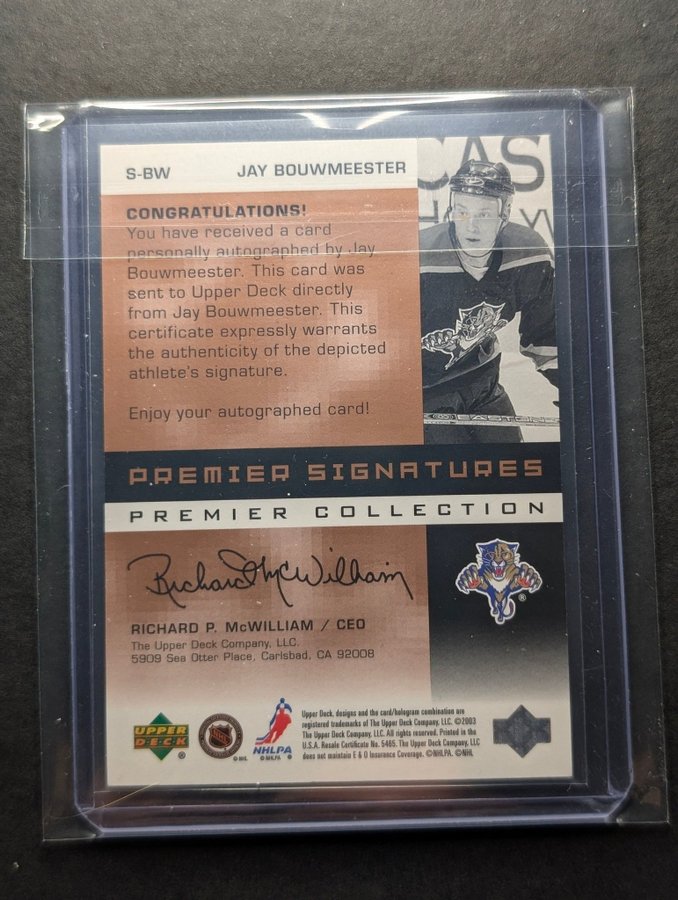 S-BW JAY BOUWMEESTER
CAS
CONGRATULATIONS!
You have received a card
personally autographed by Jay
Bouwmeester. This card was
sent to Upper Deck directly
from Jay Bouwmeester. This
certificate expressly warrants
the authenticity of the depicted
athlete's signature.
Enjoy your autographed card!
EASTON
PREMIER SIGNATURES
PREMIER COLLECTION
Richard McWilliam
RICHARD P. McWILLIAM / CEO
The Upper Deck Company, LLC.
5909 Sea Otter Place, Carlsbad, CA 92008
Upper Deck, designs and the card/hologram combination are
registered trademarks of The Upper Deck Company, LLC. ©2003
The Upper Deck Company, LLC. All rights reserved. Printed in the
U.S.A. Resale Certificate No. 5465. The Upper Deck Company, LLC
does not maintain E & O Insurance Coverage. ©NHLPA. ©NHL
UPPER
DECK ®
© NHL
NHLPA
© NHLPA ®
®